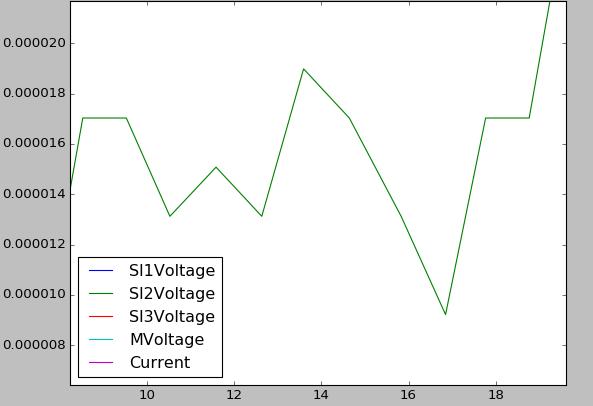 0.000020
0.000018
0.000016
0.000014
0.000012
0.000010
0.000008
SI1Voltage
SI2Voltage
SI3Voltage
MVoltage
Current
10 12 14 16 18